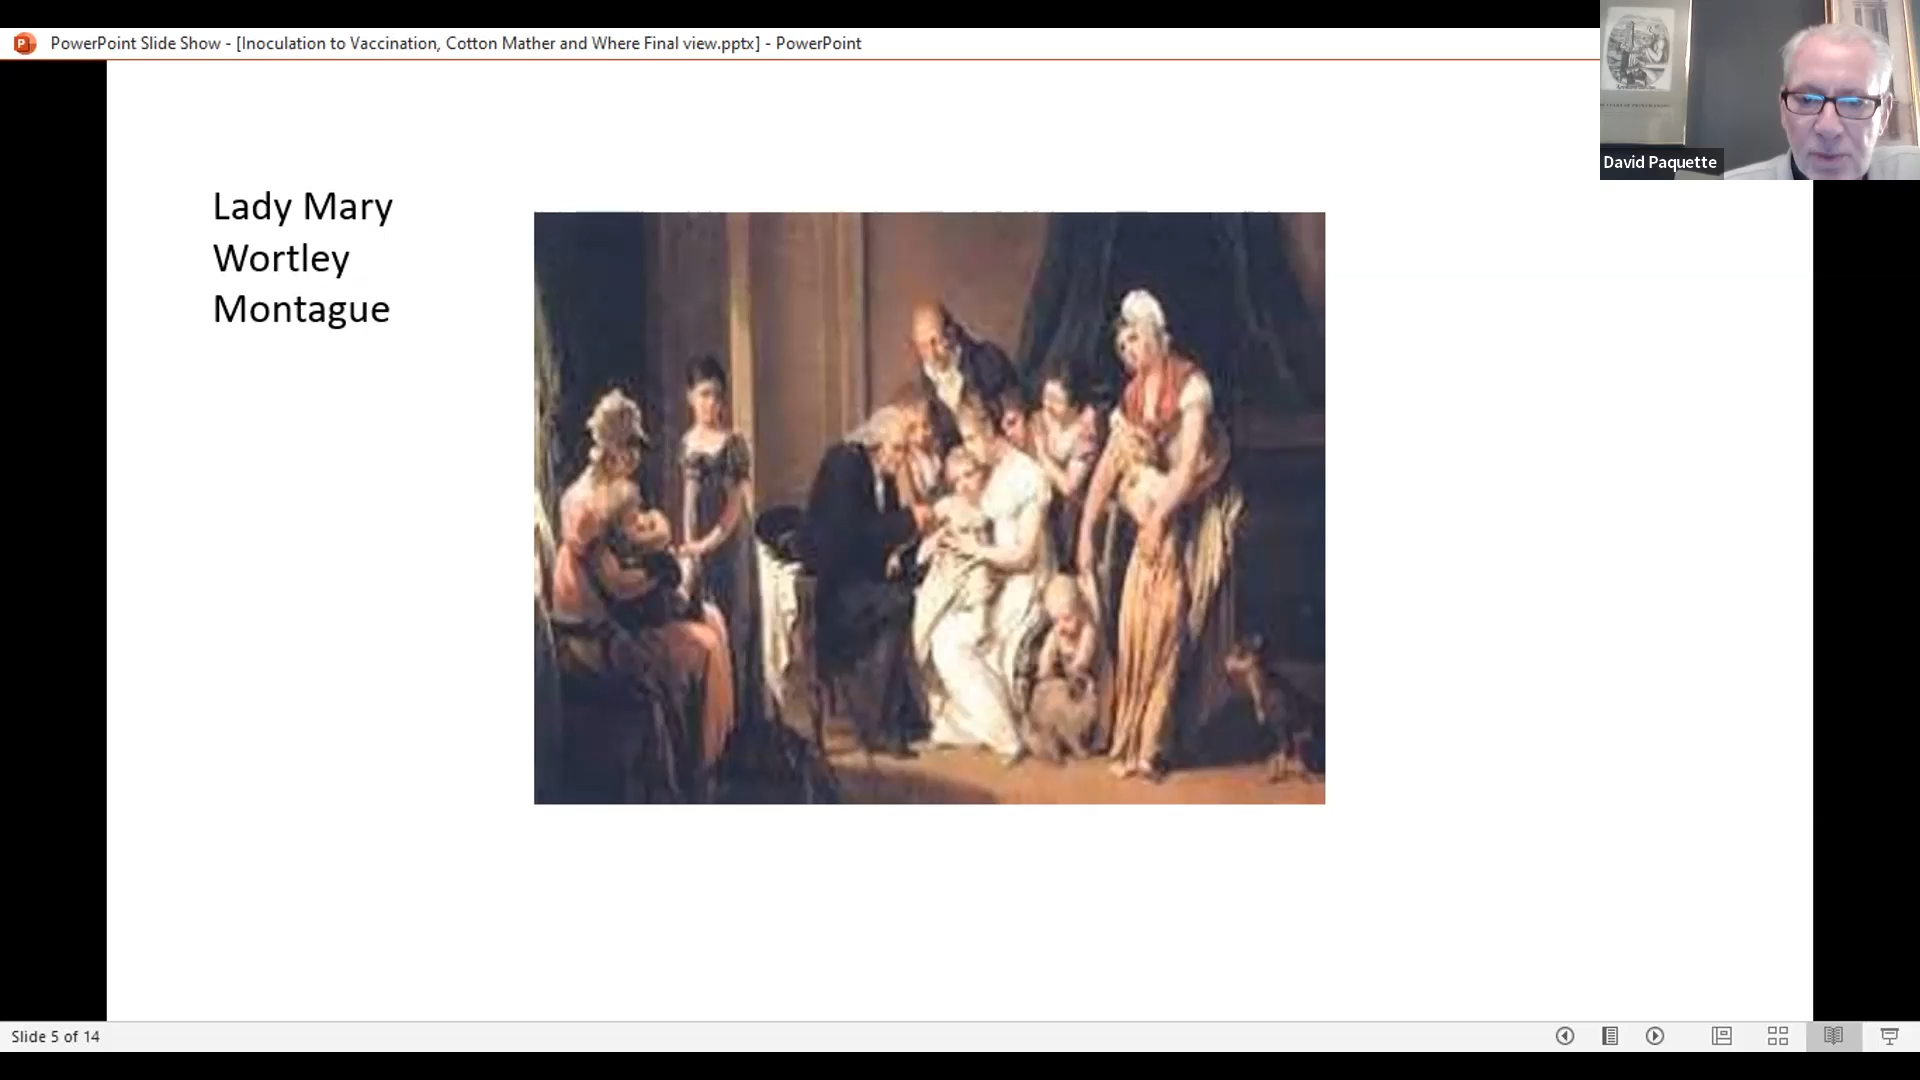 PowerPoint Slide Show - [Inoculation to Vaccination, Cotton Mather and Where Final view.pptx] - PowerPoint
David Paquette
Lady Mary
Wortley
Montague
Slide 5 of 14